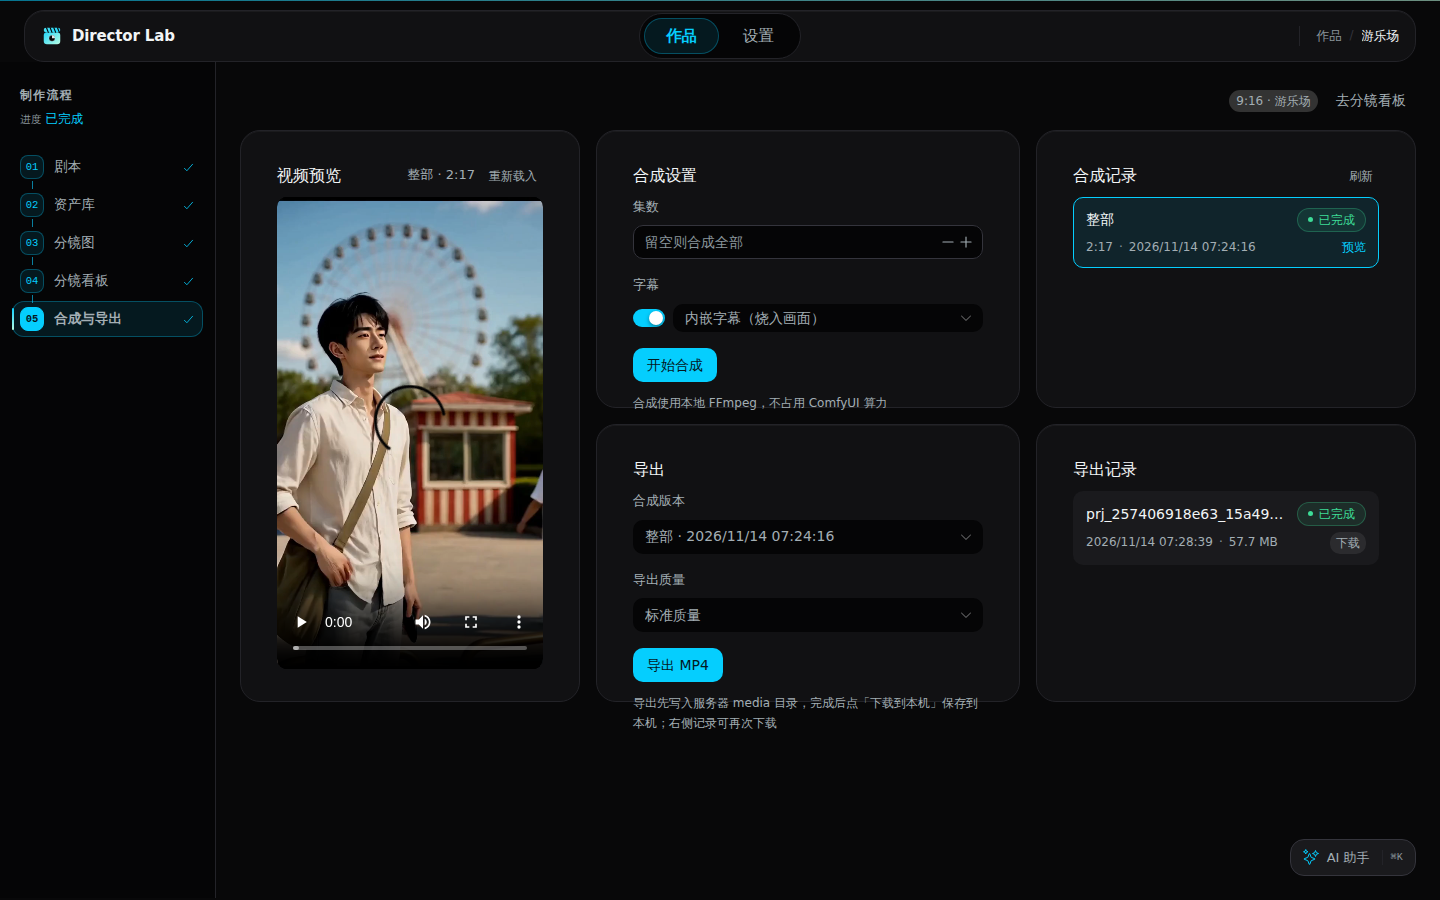 Director Lab
作品
设置
作品 / 游乐场
制作流程
进度 已完成
01 剧本
02 资产库
03 分镜图
04 分镜看板
05 合成与导出
9:16 · 游乐场
去分镜看板
视频预览
整部 · 2:17
重新载入
0:00
合成设置
集数
留空则合成全部
字幕
内嵌字幕（烧入画面）
开始合成
合成使用本地 FFmpeg，不占用 ComfyUI 算力
合成记录
刷新
整部
已完成
2:17 · 2026/11/14 07:24:16
预览
导出
合成版本
整部 · 2026/11/14 07:24:16
导出质量
标准质量
导出 MP4
导出先写入服务器 media 目录，完成后点「下载到本机」保存到
本机；右侧记录可再次下载
导出记录
prj_257406918e63_15a49...
已完成
2026/11/14 07:28:39 · 57.7 MB
下载
AI 助手
⌘K